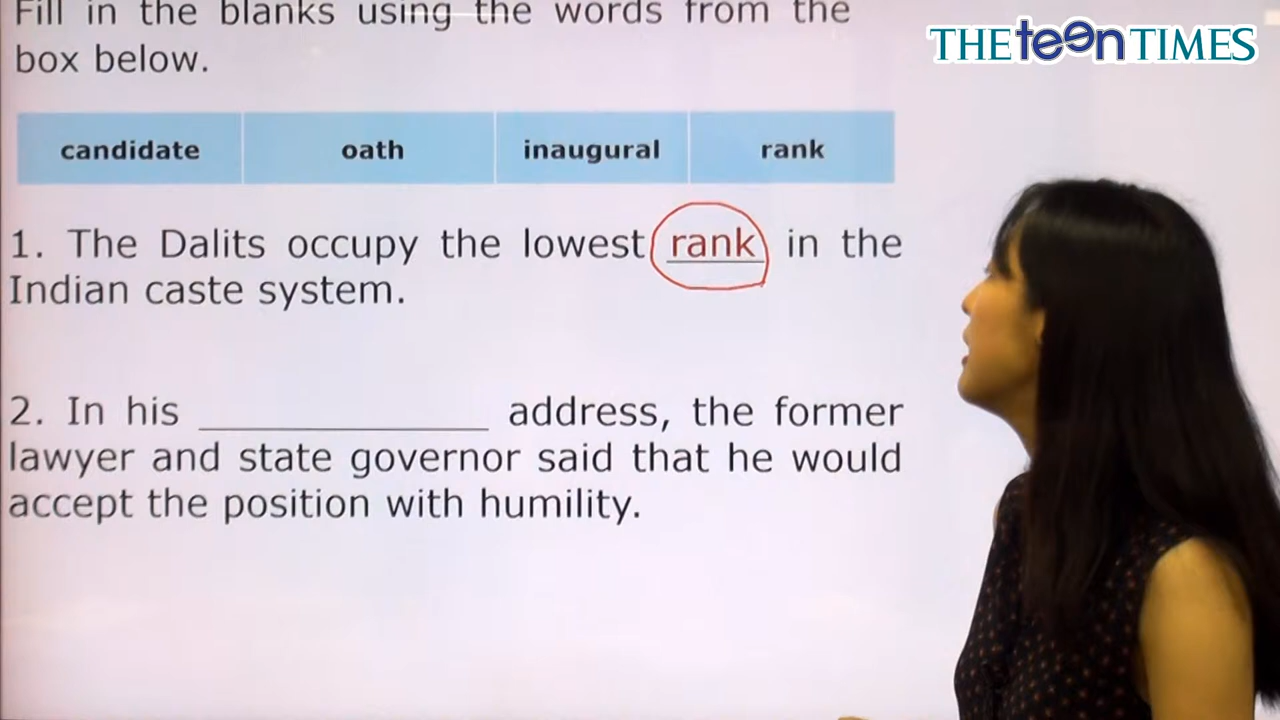 Fill in the blanks using the words from the
THE teen TIMES
box below.
candidate oath inaugural rank
1. The Dalits occupy the lowest rank in the
Indian caste system.
2. In his ______________ address, the former
lawyer and state governor said that he would
accept the position with humility.